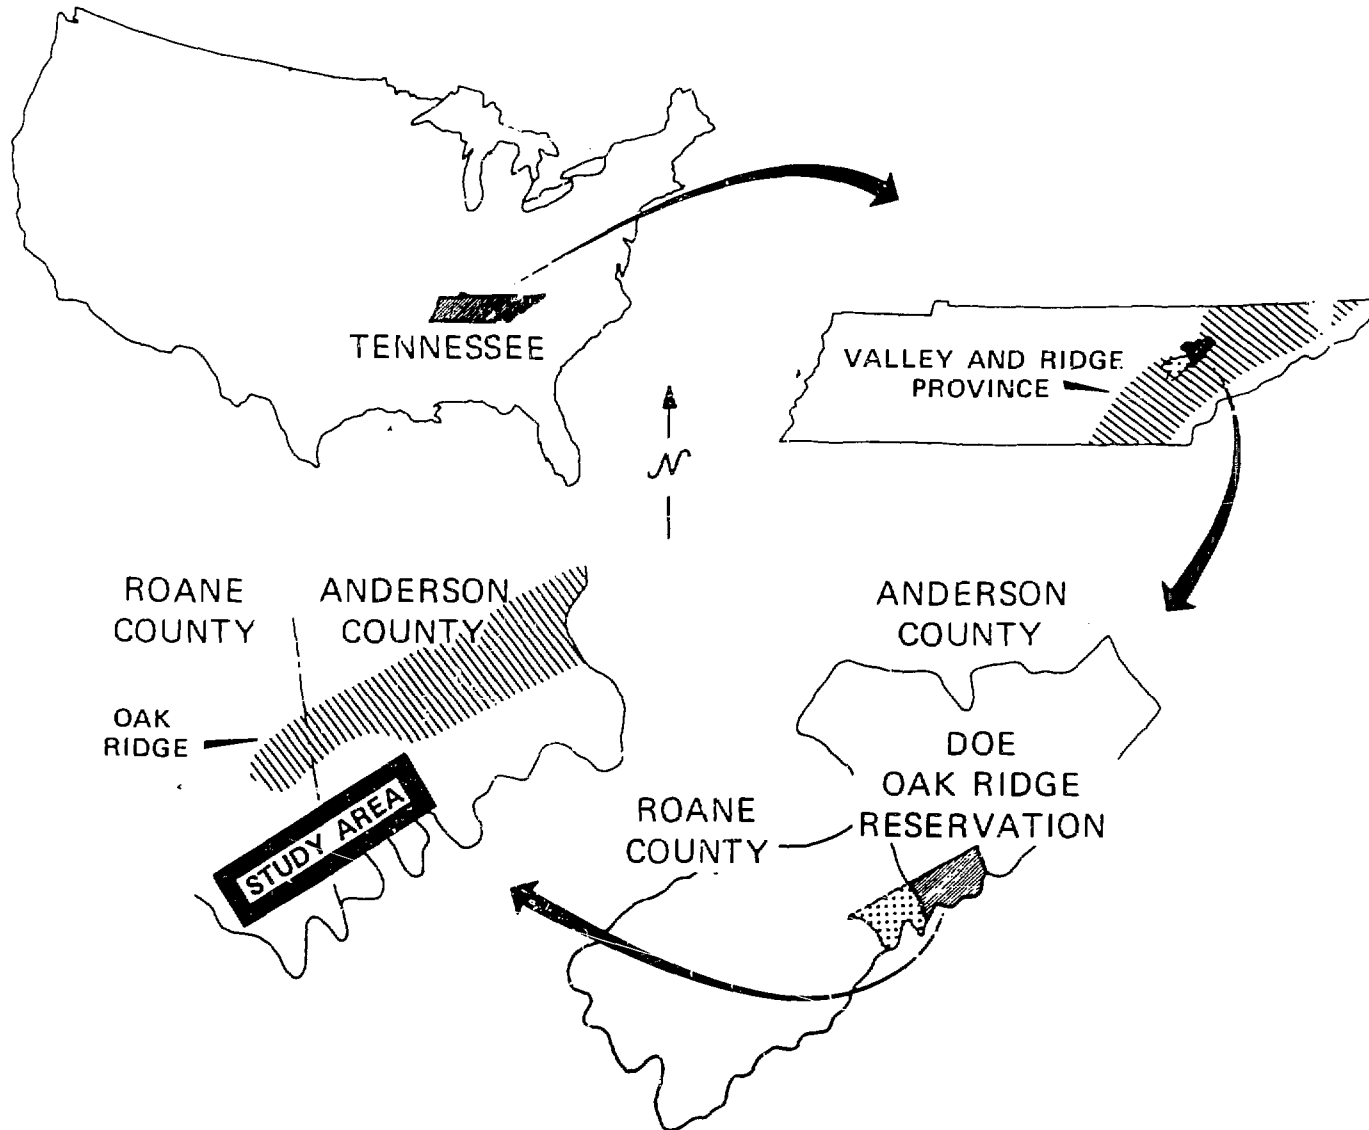 TENNESSEE
VALLEY AND RIDGE
PROVINCE
N
ROANE
COUNTY
ANDERSON
COUNTY
OAK
RIDGE
STUDY AREA
ANDERSON
COUNTY
DOE
OAK RIDGE
RESERVATION
ROANE
COUNTY